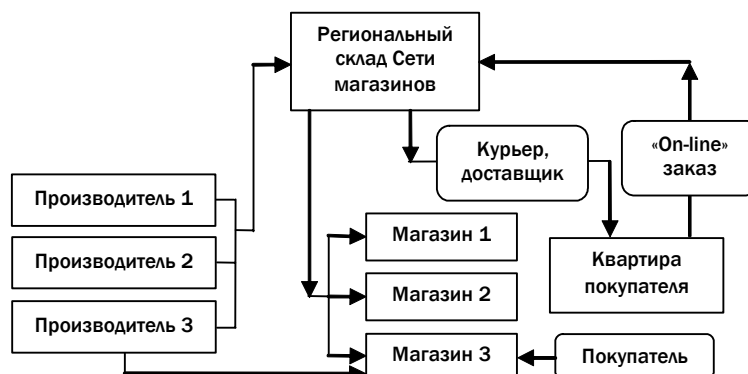 Региональный
склад Сети
магазинов
Курьер,
доставщик
«On-line»
заказ
Производитель 1
Производитель 2
Производитель 3
Магазин 1
Магазин 2
Магазин 3
Квартира
покупателя
Покупатель